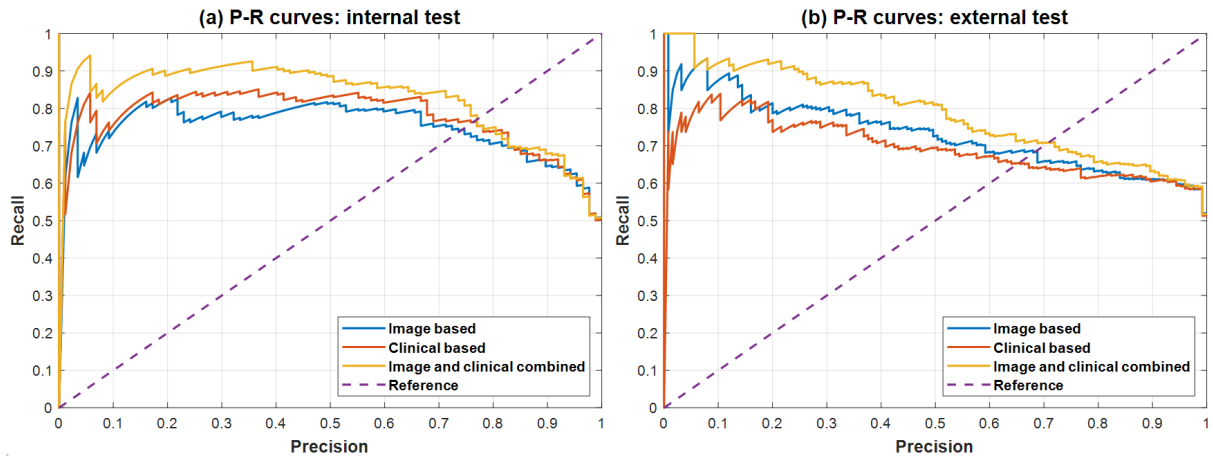 (a) P-R curves: internal test
1
0.9
0.8
0.7
0.6
0.5
0.4
0.3
0.2
0.1
0
Recall
0 0.1 0.2 0.3 0.4 0.5 0.6 0.7 0.8 0.9 1
Precision
Image based
Clinical based
Image and clinical combined
Reference
(b) P-R curves: external test
1
0.9
0.8
0.7
0.6
0.5
0.4
0.3
0.2
0.1
0
Recall
0 0.1 0.2 0.3 0.4 0.5 0.6 0.7 0.8 0.9 1
Precision
Image based
Clinical based
Image and clinical combined
Reference